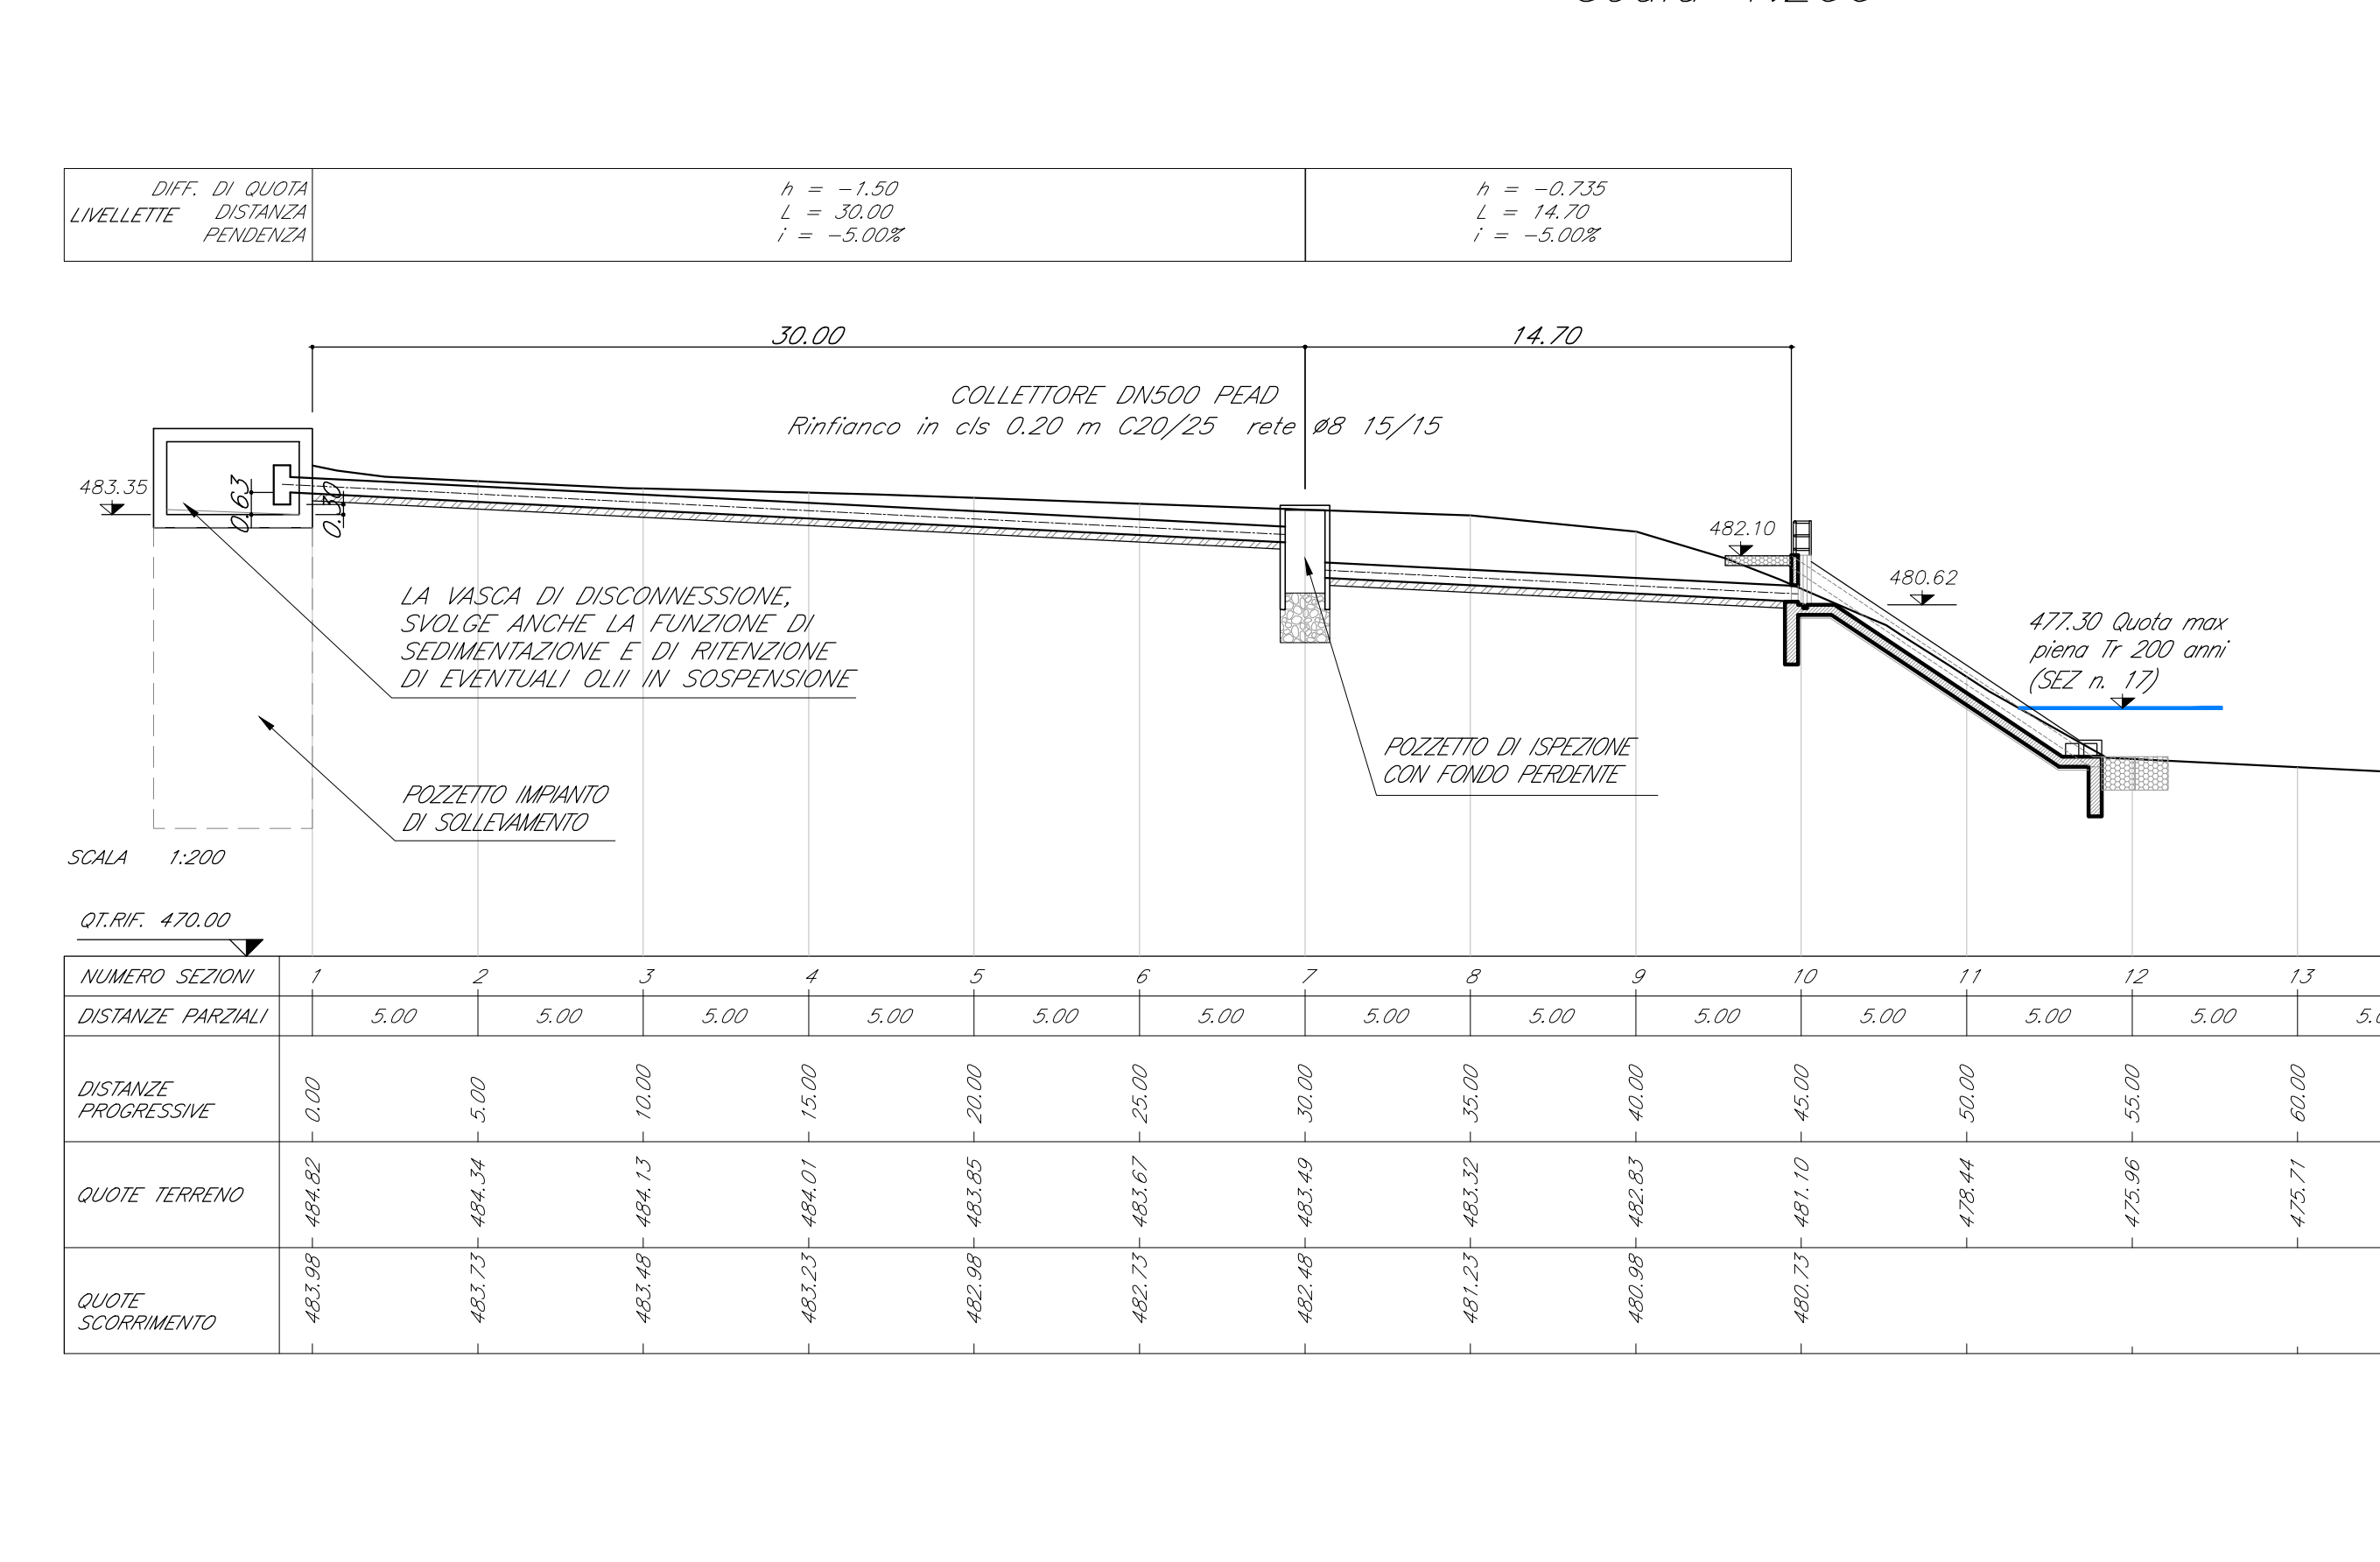 DIFF. DI QUOTA
LIVELLETTE DISTANZA
PENDENZA
h = -1.50
L = 30.00
i = -5.00%
h = -0.735
L = 14.70
i = -5.00%
30.00
14.70
COLLETTORE DN500 PEAD
Rinfianco in cls 0.20 m C20/25 rete ø8 15/15
483.35
0.63
0.30
482.10
480.62
477.30 Quota max
piena Tr 200 anni
(SEZ n. 17)
LA VASCA DI DISCONNESSIONE,
SVOLGE ANCHE LA FUNZIONE DI
SEDIMENTAZIONE E DI RITENZIONE
DI EVENTUALI OLII IN SOSPENSIONE
POZZETTO DI ISPEZIONE
CON FONDO PERDENTE
POZZETTO IMPIANTO
DI SOLLEVAMENTO
SCALA 1:200
QT.RIF. 470.00
NUMERO SEZIONI 1 2 3 4 5 6 7 8 9 10 11 12 13
DISTANZE PARZIALI 5.00 5.00 5.00 5.00 5.00 5.00 5.00 5.00 5.00 5.00 5.00 5.00
DISTANZE
PROGRESSIVE
0.00 5.00 10.00 15.00 20.00 25.00 30.00 35.00 40.00 45.00 50.00 55.00 60.00
QUOTE TERRENO 484.82 484.34 484.13 484.01 483.85 483.67 483.49 483.32 482.83 481.10 478.44 475.96 475.71
QUOTE
SCORRIMENTO
483.98 483.73 483.48 483.23 482.98 482.73 482.48 481.23 480.98 480.73